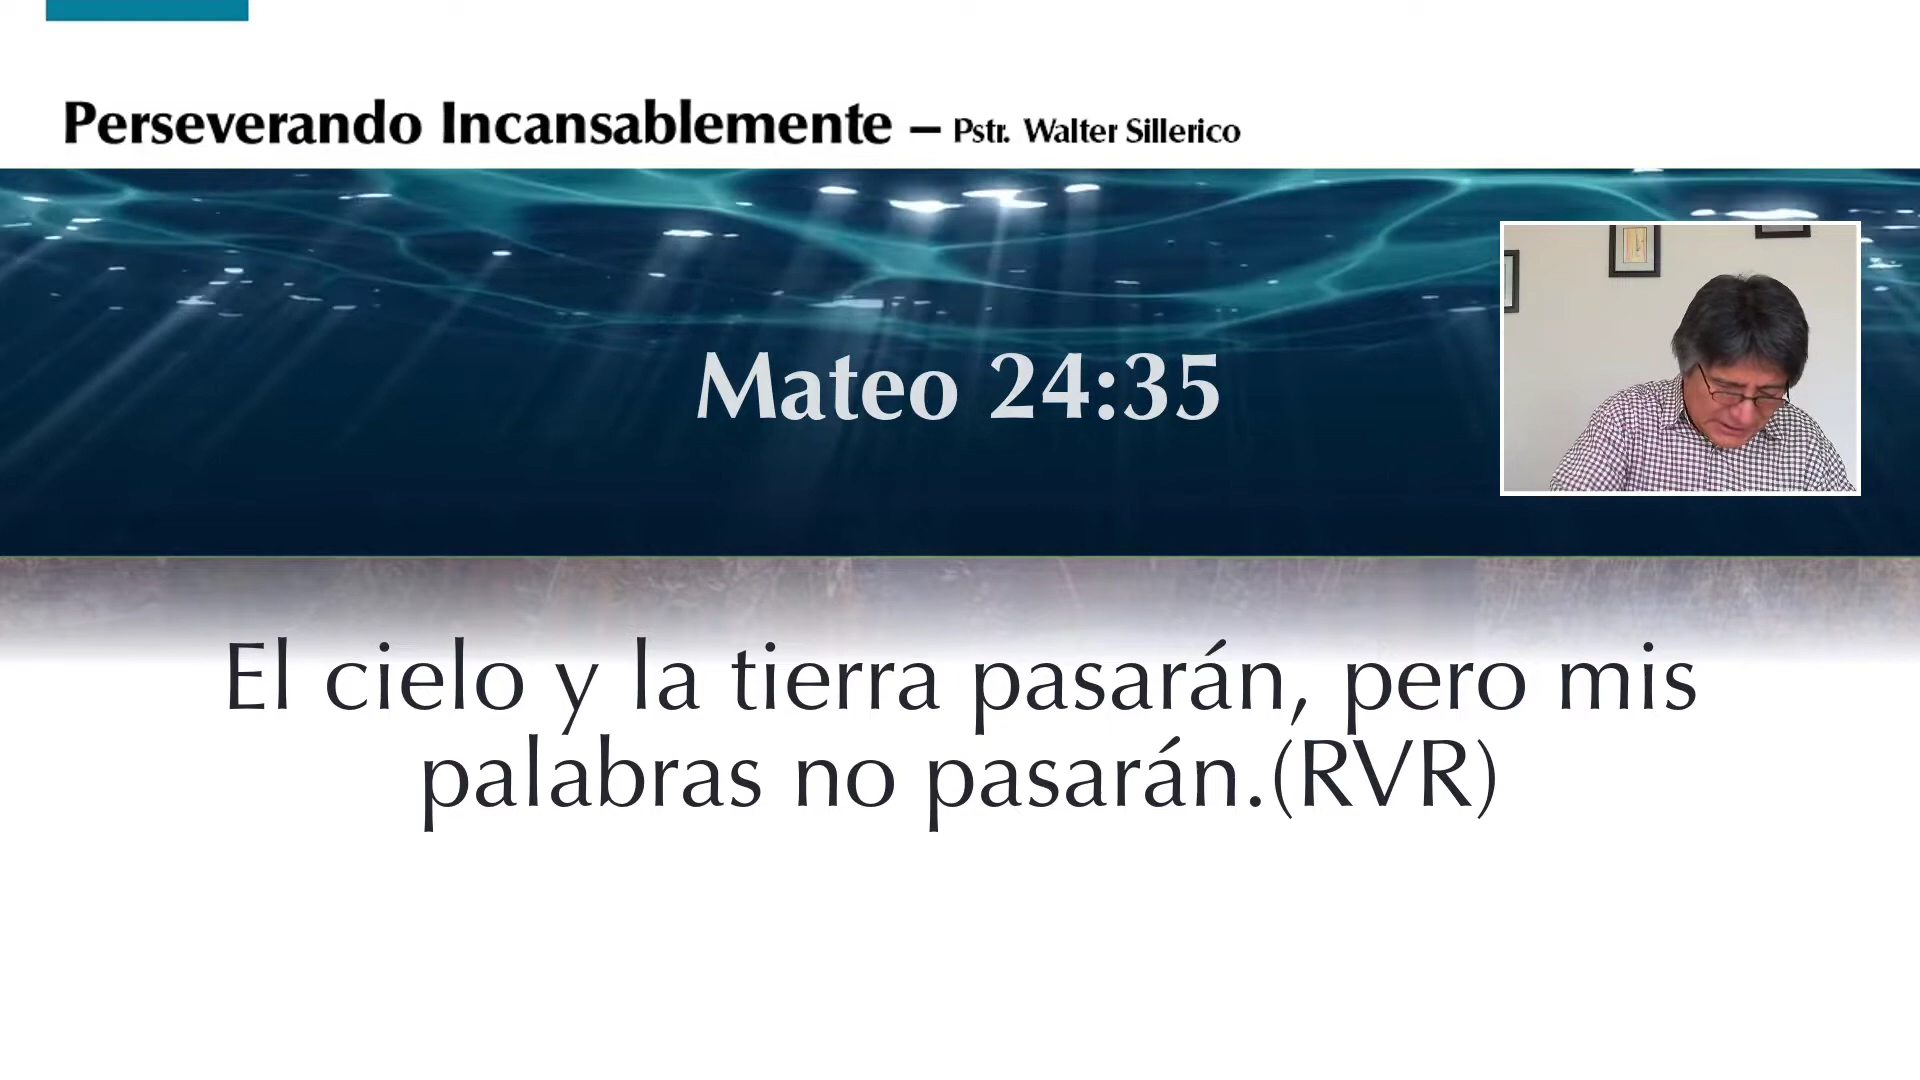 Perseverando Incansablemente — Pstr. Walter Sillerico
Mateo 24:35
El cielo y la tierra pasarán, pero mis
palabras no pasarán.(RVR)